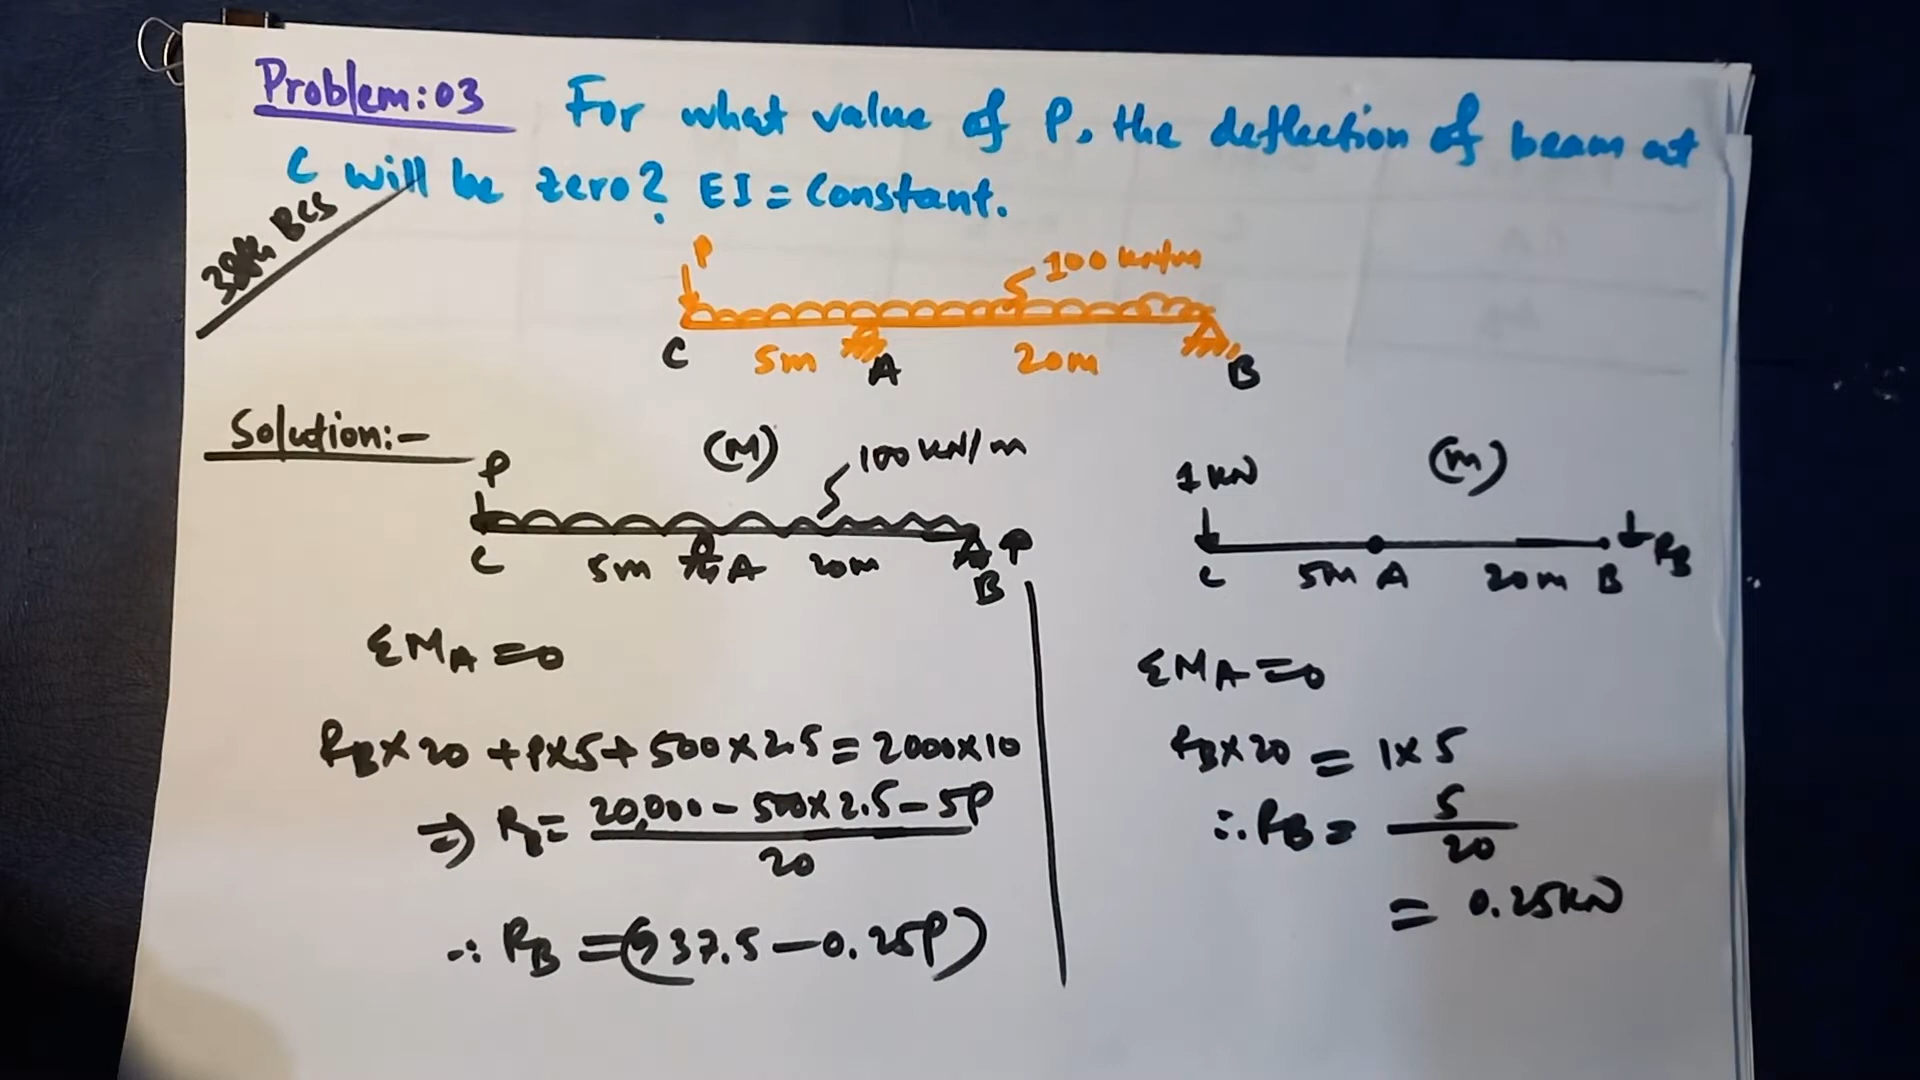 Problem:03 For what value of P, the deflection of beam at
C will be zero? EI = Constant.
38th BCS
P
100 kN/m
C 5m A 20m B
Solution:-
P (M) 100 kN/m
C 5m A 20m B
1 kN (m)
C 5m A 20m B RB
ΣMA=0
RB×20 + P×5 + 500×2.5 = 2000×10
⇒ RB = 20,000 - 500×2.5 - 5P
20
∴ RB = (937.5 - 0.25P)
ΣMA=0
RB×20 = 1×5
∴ RB = 5
20
= 0.25kN